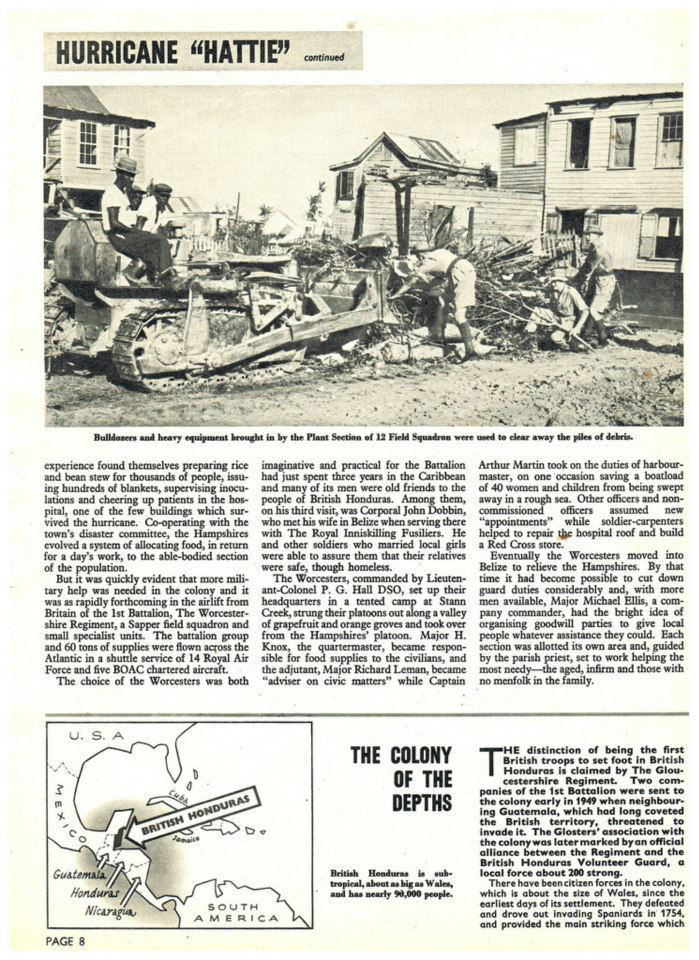 HURRICANE "HATTIE" continued
Bulldozers and heavy equipment brought in by the Plant Section of 12 Field Squadron were used to clear away the piles of debris.
experience found themselves preparing rice
and bean stew for thousands of people, issu-
ing hundreds of blankets, supervising inocu-
lations and cheering up patients in the hos-
pital, one of the few buildings which sur-
vived the hurricane. Co-operating with the
town's disaster committee, the Hampshires
evolved a system of allocating food, in return
for a day's work, to the able-bodied section
of the population.
But it was quickly evident that more mili-
tary help was needed in the colony and it
was as rapidly forthcoming in the airlift from
Britain of the 1st Battalion, The Worcester-
shire Regiment, a Sapper field squadron and
small specialist units. The battalion group
and 60 tons of supplies were flown across the
Atlantic in a shuttle service of 14 Royal Air
Force and five BOAC chartered aircraft.
The choice of the Worcesters was both
imaginative and practical for the Battalion
had just spent three years in the Caribbean
and many of its men were old friends to the
people of British Honduras. Among them,
on his third visit, was Corporal John Dobbin,
who met his wife in Belize when serving there
with The Royal Inniskilling Fusiliers. He
and other soldiers who married local girls
were able to assure them that their relatives
were safe, though homeless.
The Worcesters, commanded by Lieuten-
ant-Colonel P. G. Hall DSO, set up their
headquarters in a tented camp at Stann
Creek, strung their platoons out along a valley
of grapefruit and orange groves and took over
from the Hampshires' platoon. Major H.
Knox, the quartermaster, became respon-
sible for food supplies to the civilians, and
the adjutant, Major Richard Leman, became
"adviser on civic matters" while Captain
Arthur Martin took on the duties of harbour-
master, on one occasion saving a boatload
of 40 women and children from being swept
away in a rough sea. Other officers and non-
commissioned officers assumed new
"appointments" while soldier-carpenters
helped to repair the hospital roof and build
a Red Cross store.
Eventually the Worcesters moved into
Belize to relieve the Hampshires. By that
time it had become possible to cut down
guard duties considerably and, with more
men available, Major Michael Ellis, a com-
pany commander, had the bright idea of
organising goodwill parties to give local
people whatever assistance they could. Each
section was allotted its own area and, guided
by the parish priest, set to work helping the
most needy—the aged, infirm and those with
no menfolk in the family.
U. S. A
MEXICO
Cuba
BRITISH HONDURAS
Jamaica
Guatemala
Honduras
Nicaragua
SOUTH
AMERICA
THE COLONY
OF THE
DEPTHS
British Honduras is sub-
tropical, about as big as Wales,
and has nearly 90,000 people.
THE distinction of being the first
British troops to set foot in British
Honduras is claimed by The Glou-
cestershire Regiment. Two com-
panies of the 1st Battalion were sent to
the colony early in 1949 when neighbour-
ing Guatemala, which had long coveted
the British territory, threatened to
invade it. The Glosters' association with
the colony was later marked by an official
alliance between the Regiment and the
British Honduras Volunteer Guard, a
local force about 200 strong.
There have been citizen forces in the colony,
which is about the size of Wales, since the
earliest days of its settlement. They defeated
and drove out invading Spaniards in 1754,
and provided the main striking force which
PAGE 8